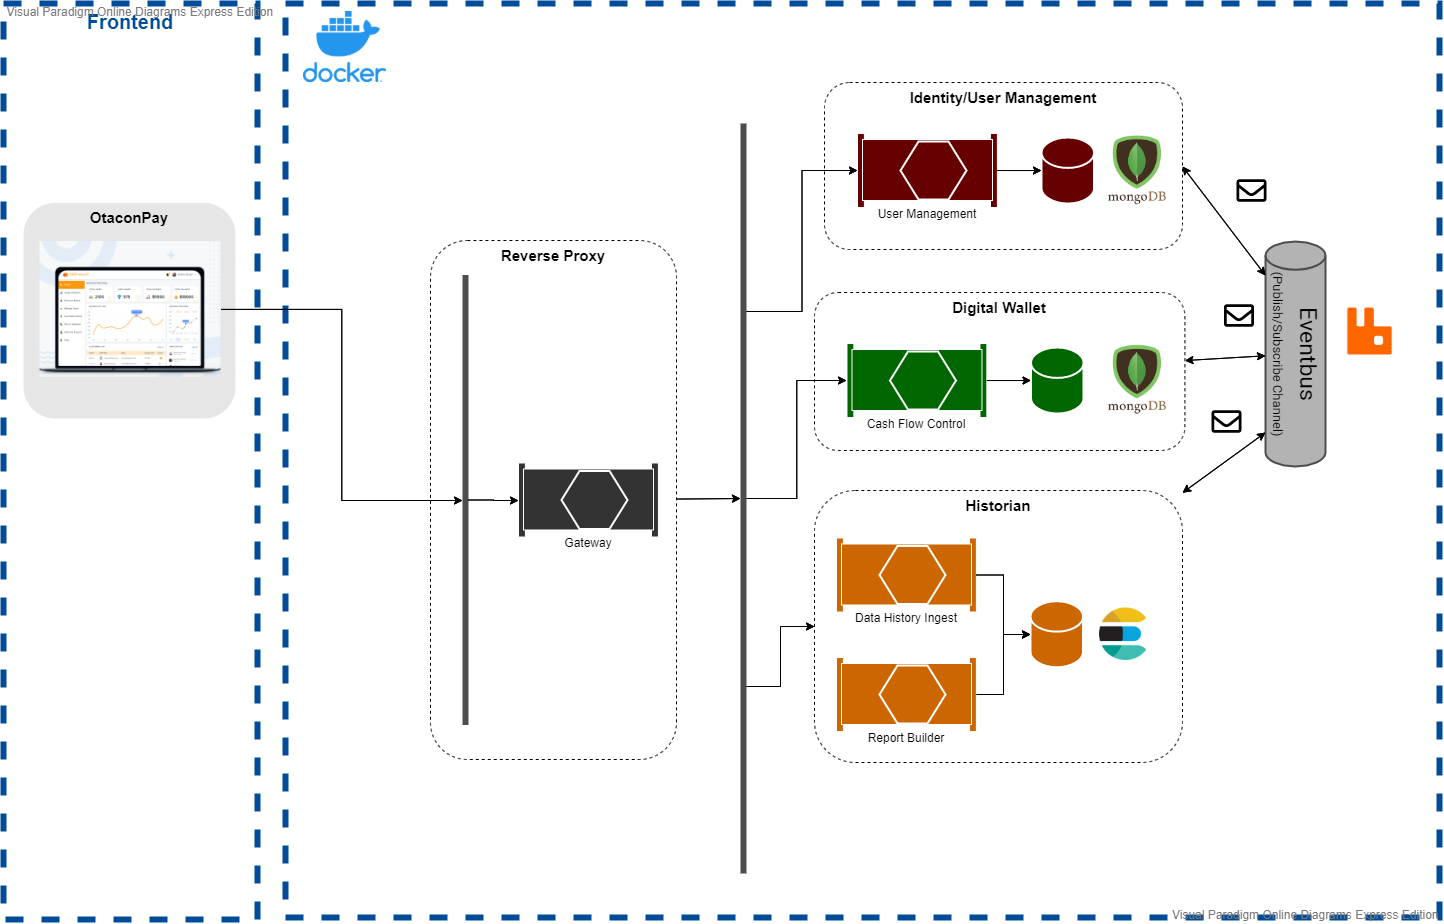 Visual Paradigm Online Diagrams Express Edition
Frontend
docker
OtaconPay
Reverse Proxy
Gateway
Identity/User Management
User Management
mongoDB
Digital Wallet
Cash Flow Control
mongoDB
Historian
Data History Ingest
Report Builder
Eventbus
(Publish/Subscribe Channel)
Visual Paradigm Online Diagrams Express Edition